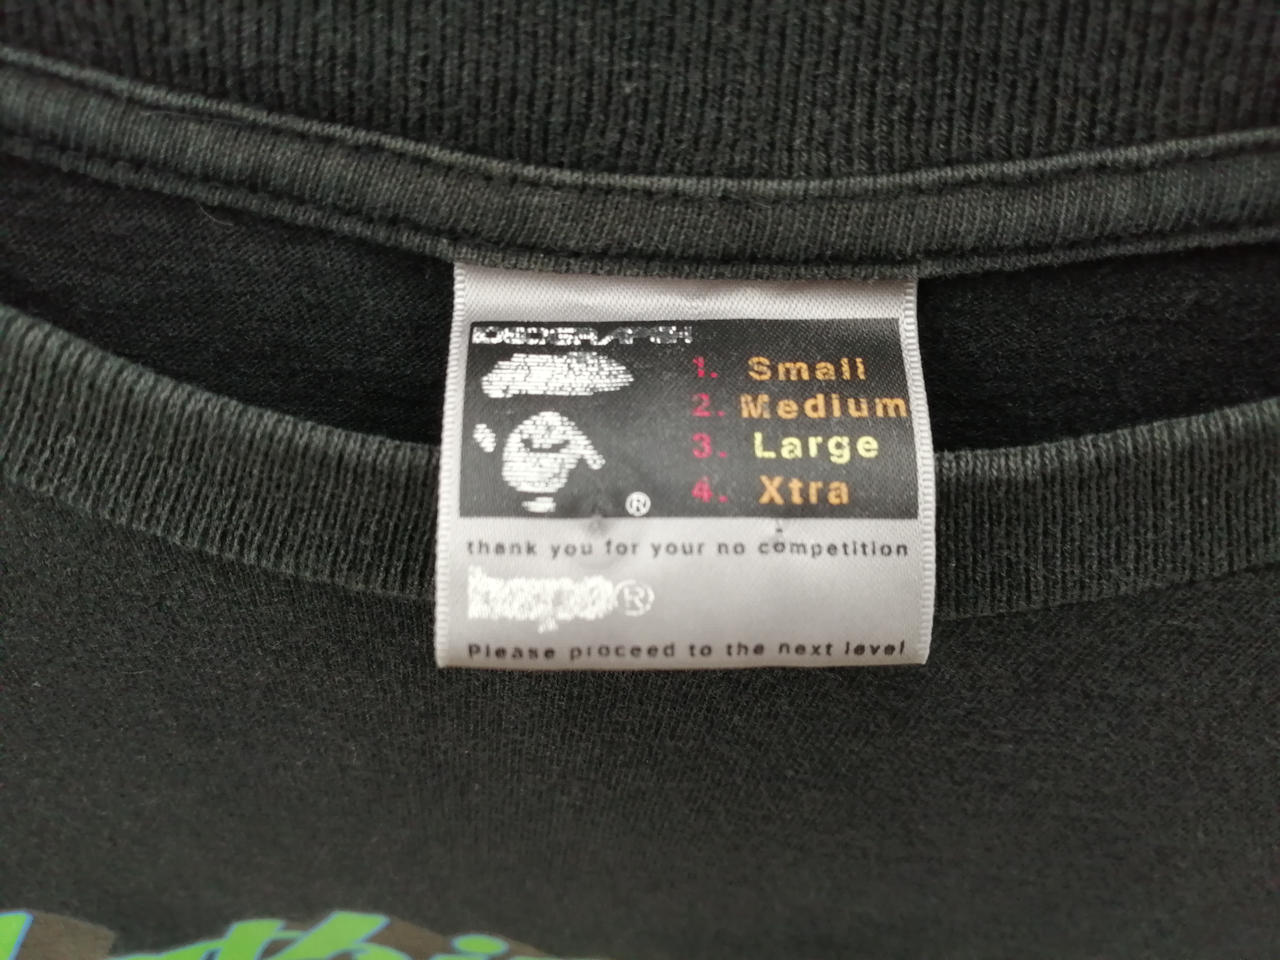 1. Small
2. Medium
3. Large
4. Xtra
®
thank you for your no competition
®
Please proceed to the next level